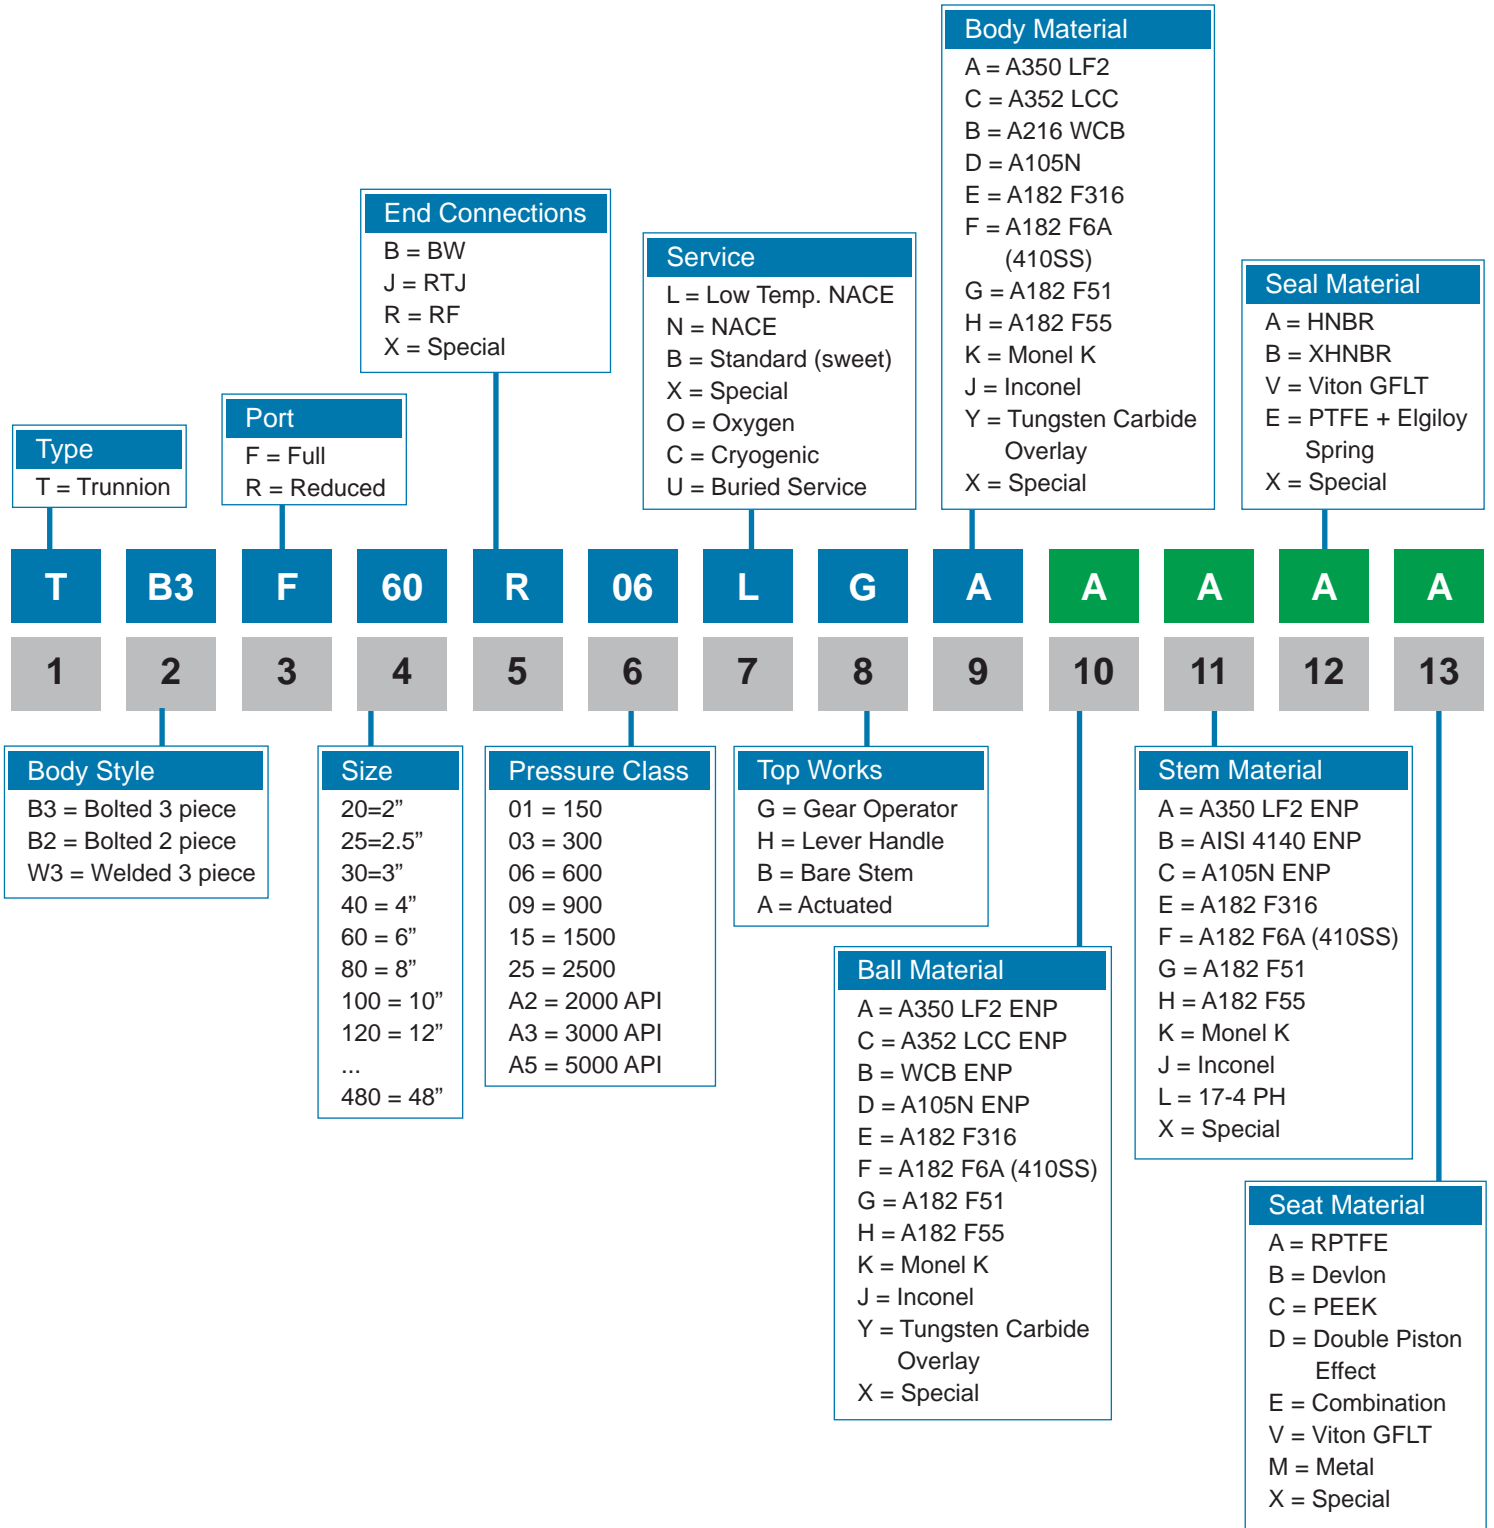 Body Material
A = A350 LF2
C = A352 LCC
B = A216 WCB
D = A105N
E = A182 F316
F = A182 F6A
(410SS)
G = A182 F51
H = A182 F55
K = Monel K
J = Inconel
Y = Tungsten Carbide
Overlay
X = Special
End Connections
B = BW
J = RTJ
R = RF
X = Special
Service
L = Low Temp. NACE
N = NACE
B = Standard (sweet)
X = Special
O = Oxygen
C = Cryogenic
U = Buried Service
Seal Material
A = HNBR
B = XHNBR
V = Viton GFLT
E = PTFE + Elgiloy
Spring
X = Special
Port
F = Full
R = Reduced
Type
T = Trunnion
T B3 F 60 R 06 L G A A A A A
1 2 3 4 5 6 7 8 9 10 11 12 13
Body Style
B3 = Bolted 3 piece
B2 = Bolted 2 piece
W3 = Welded 3 piece
Size
20=2”
25=2.5”
30=3”
40 = 4”
60 = 6”
80 = 8”
100 = 10”
120 = 12”
...
480 = 48”
Pressure Class
01 = 150
03 = 300
06 = 600
09 = 900
15 = 1500
25 = 2500
A2 = 2000 API
A3 = 3000 API
A5 = 5000 API
Top Works
G = Gear Operator
H = Lever Handle
B = Bare Stem
A = Actuated
Ball Material
A = A350 LF2 ENP
C = A352 LCC ENP
B = WCB ENP
D = A105N ENP
E = A182 F316
F = A182 F6A (410SS)
G = A182 F51
H = A182 F55
K = Monel K
J = Inconel
Y = Tungsten Carbide
Overlay
X = Special
Stem Material
A = A350 LF2 ENP
B = AISI 4140 ENP
C = A105N ENP
E = A182 F316
F = A182 F6A (410SS)
G = A182 F51
H = A182 F55
K = Monel K
J = Inconel
L = 17-4 PH
X = Special
Seat Material
A = RPTFE
B = Devlon
C = PEEK
D = Double Piston
Effect
E = Combination
V = Viton GFLT
M = Metal
X = Special